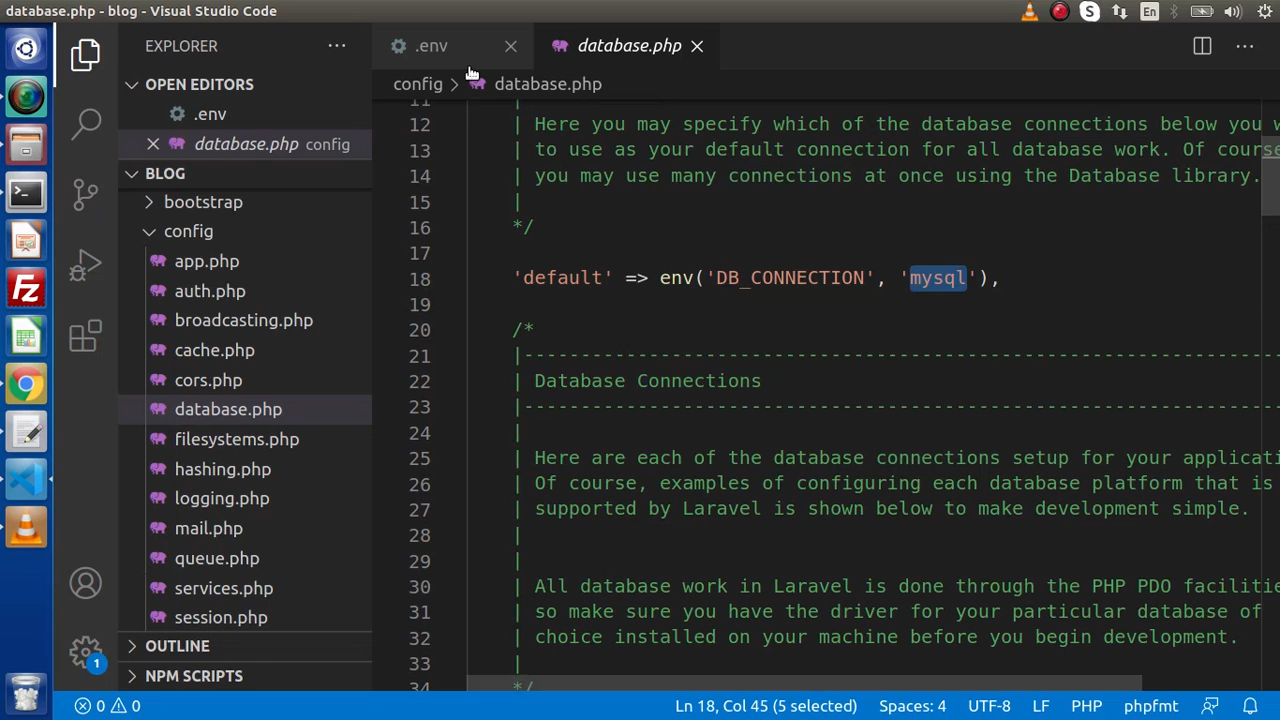 database.php - blog - Visual Studio Code
En
EXPLORER
OPEN EDITORS
.env
database.php config
BLOG
bootstrap
config
app.php
auth.php
broadcasting.php
cache.php
cors.php
database.php
filesystems.php
hashing.php
logging.php
mail.php
queue.php
services.php
session.php
OUTLINE
NPM SCRIPTS
1
.env
database.php
config > database.php
11 |
12 | Here you may specify which of the database connections below you w
13 | to use as your default connection for all database work. Of course
14 | you may use many connections at once using the Database library.
15 |
16 */
17
18 'default' => env('DB_CONNECTION', 'mysql'),
19
20 /*
21 |--------------------------------------------------------------------
22 | Database Connections
23 |--------------------------------------------------------------------
24 |
25 | Here are each of the database connections setup for your applicati
26 | Of course, examples of configuring each database platform that is
27 | supported by Laravel is shown below to make development simple.
28 |
29 |
30 | All database work in Laravel is done through the PHP PDO facilitie
31 | so make sure you have the driver for your particular database of
32 | choice installed on your machine before you begin development.
33 |
34 */
0 0
Ln 18, Col 45 (5 selected)
Spaces: 4
UTF-8
LF
PHP
phpfmt